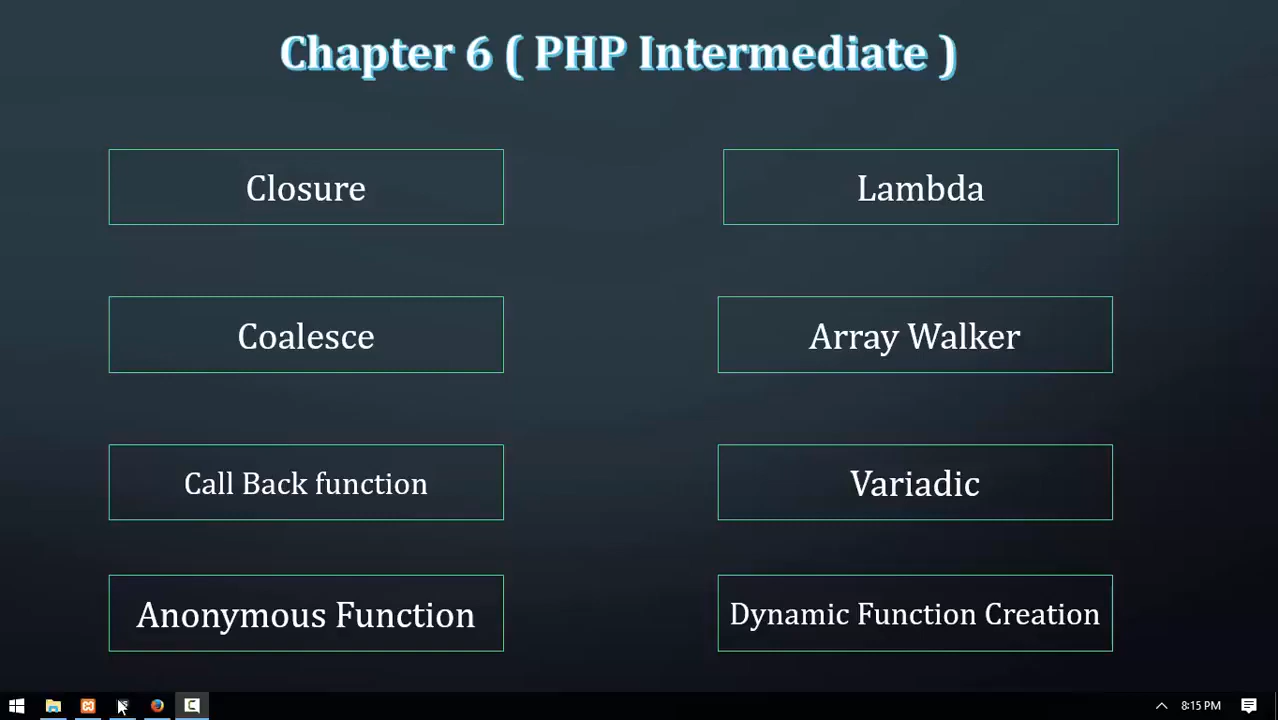 Chapter 6 ( PHP Intermediate )
Closure
Lambda
Coalesce
Array Walker
Call Back function
Variadic
Anonymous Function
Dynamic Function Creation
8:15 PM